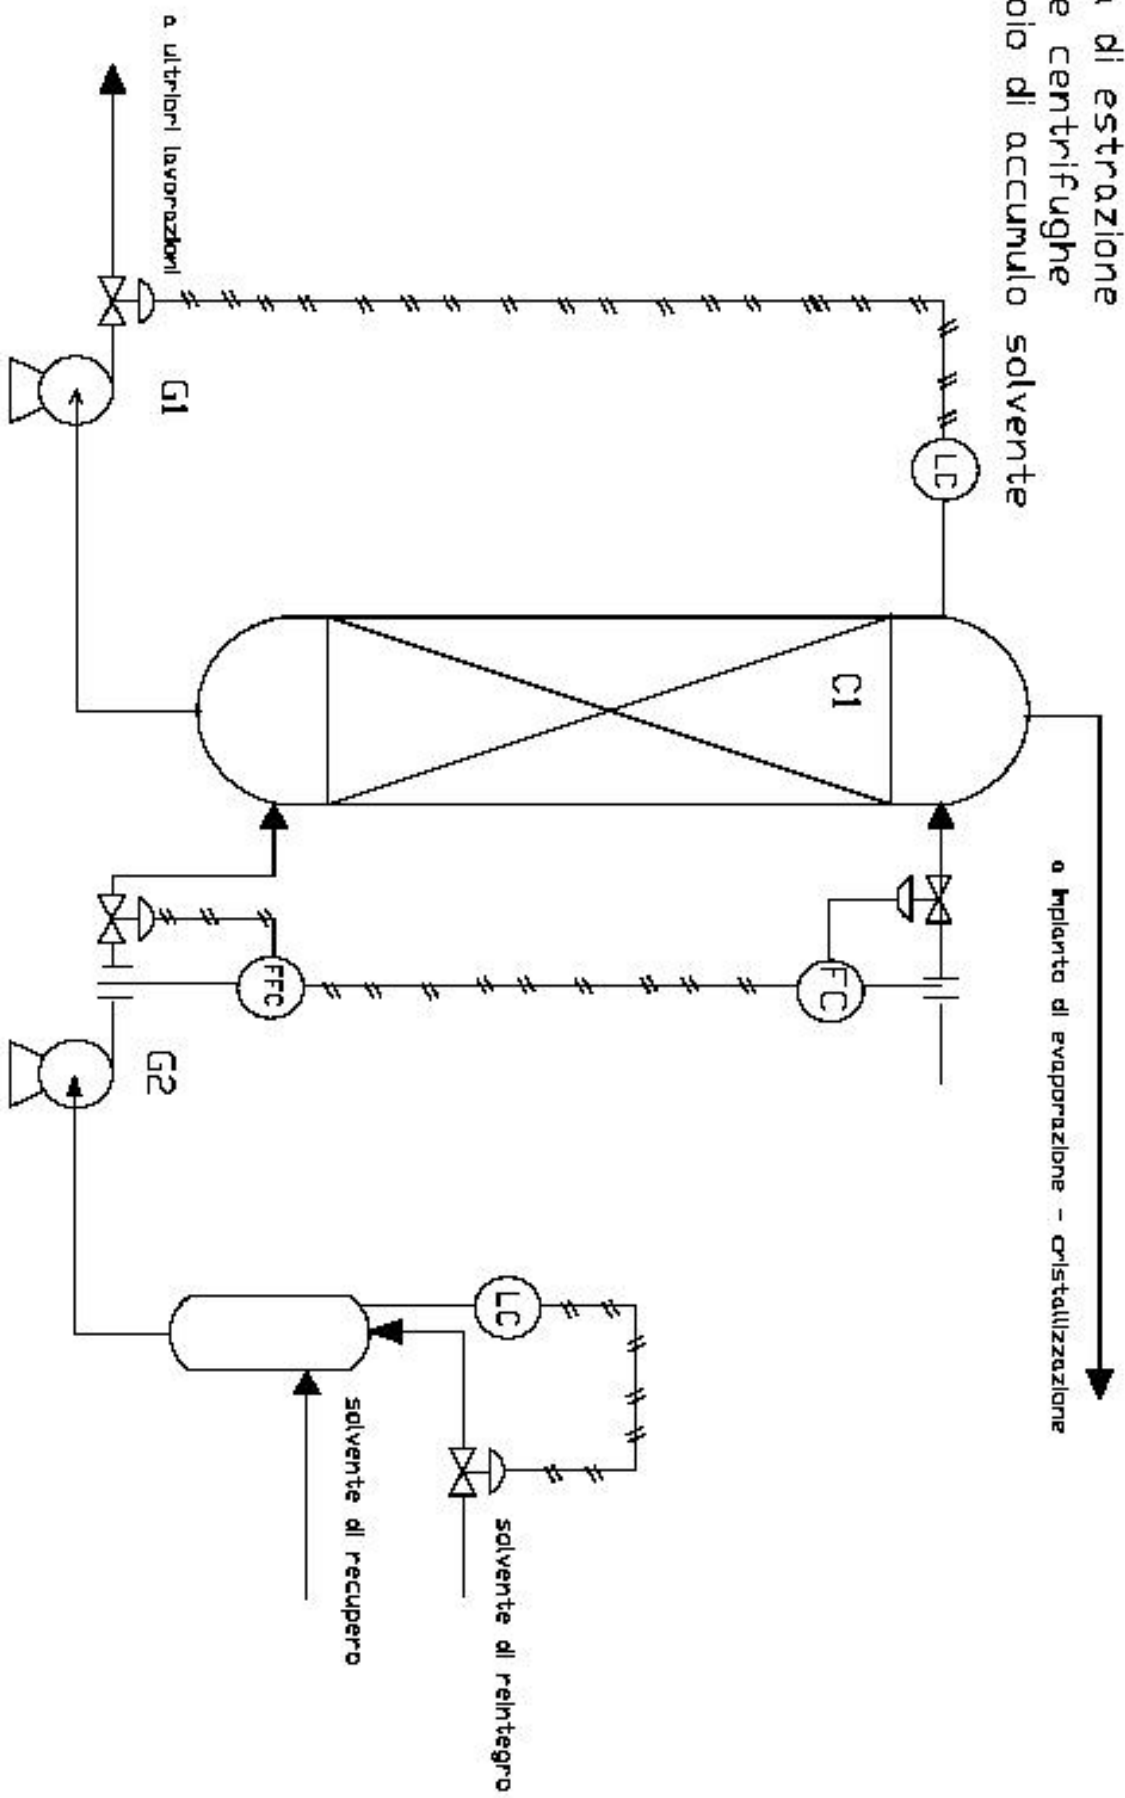 a di estrazione
e centrifughe
oio di accumulo solvente
a impianto di evaporazione - cristallizzazione
LC
C1
FC
LC
solvente di reintegro
solvente di recupero
FFC
G1
G2
a ultriori lavorazioni